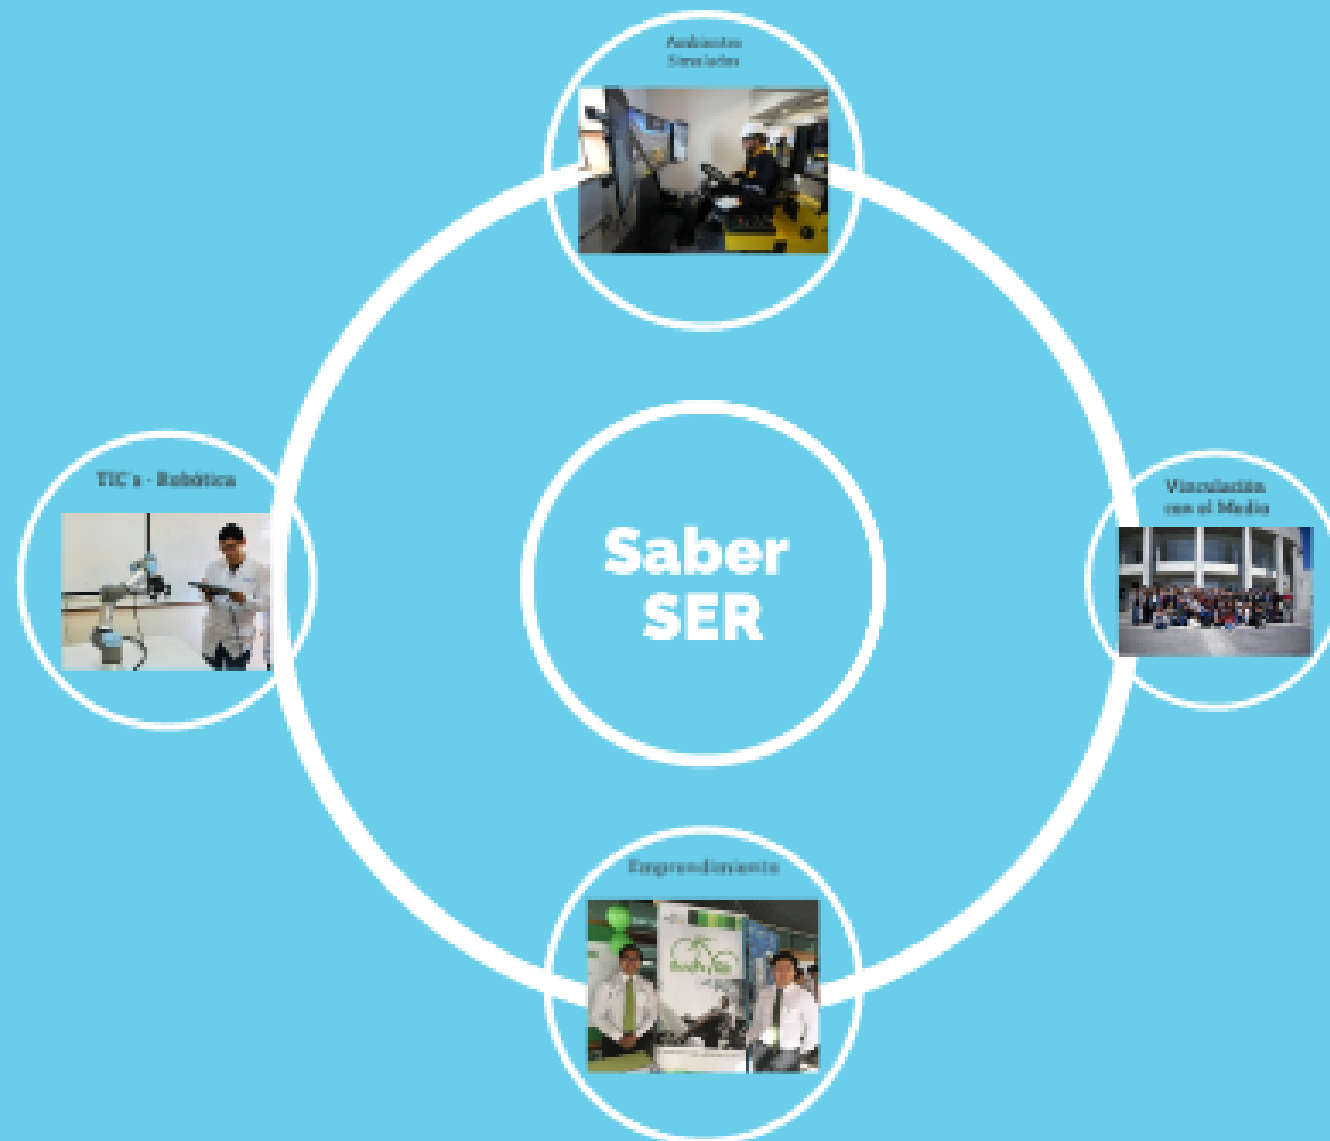 Ambientes
Simulados
TIC's - Robótica
Vinculación
con el Medio
Saber
SER
Emprendimiento